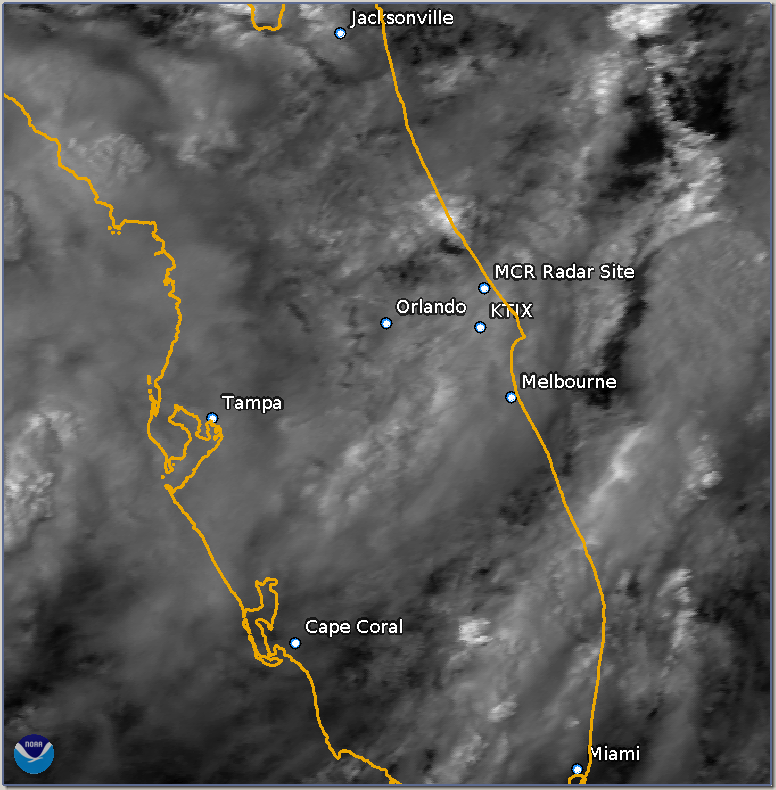 Jacksonville
MCR Radar Site
Orlando
KTIX
Melbourne
Tampa
Cape Coral
NOAA
Miami